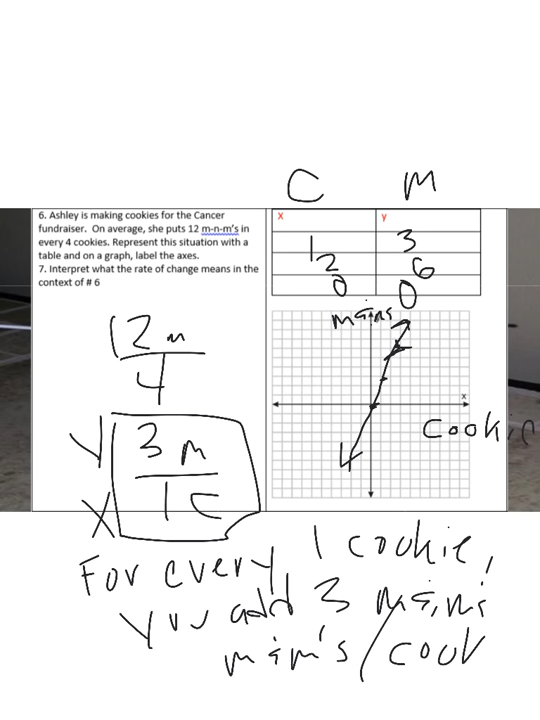 C M
6. Ashley is making cookies for the Cancer
fundraiser. On average, she puts 12 m-n-m's in
every 4 cookies. Represent this situation with a
table and on a graph, label the axes.
7. Interpret what the rate of change means in the
context of # 6
x y
1 3
2 6
0 0
12 m
4
y 3 m
x 1 C
m&ms
x
Cookie
For every 1 cookie,
you add 3 m&m's
m&m's/cook